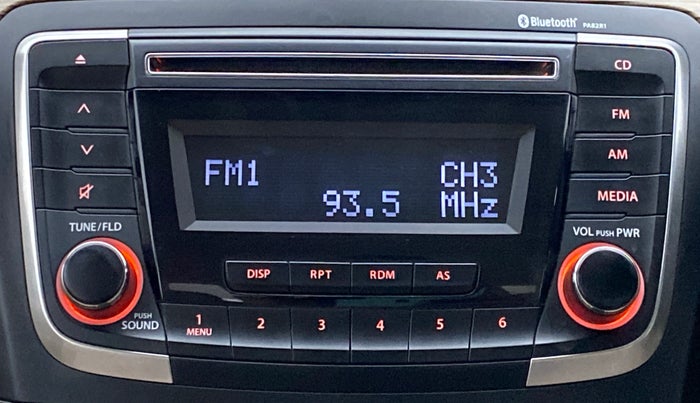 Bluetooth® PA82R1
CD
FM
AM
MEDIA
FM1 CH3
93.5 MHz
TUNE/FLD
PUSH
SOUND
VOL PUSH PWR
DISP RPT RDM AS
1 2 3 4 5 6
MENU